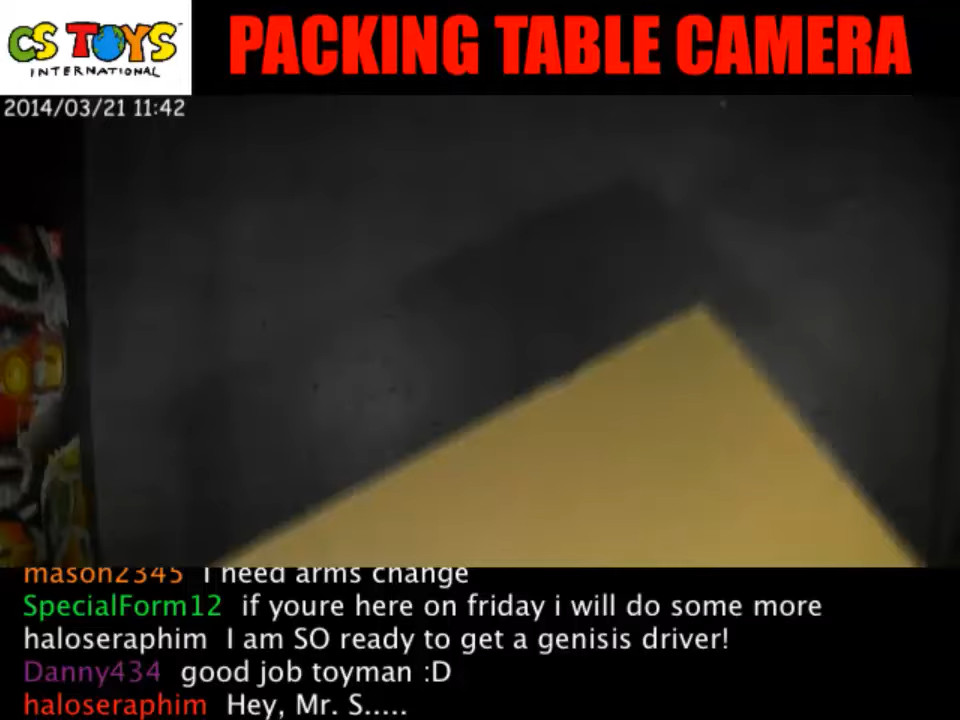 CS TOYS
INTERNATIONAL
PACKING TABLE CAMERA
2014/03/21 11:42
mason2345 I need arms change
SpecialForm12 if youre here on friday i will do some more
haloseraphim I am SO ready to get a genisis driver!
Danny434 good job toyman :D
haloseraphim Hey, Mr. S.....